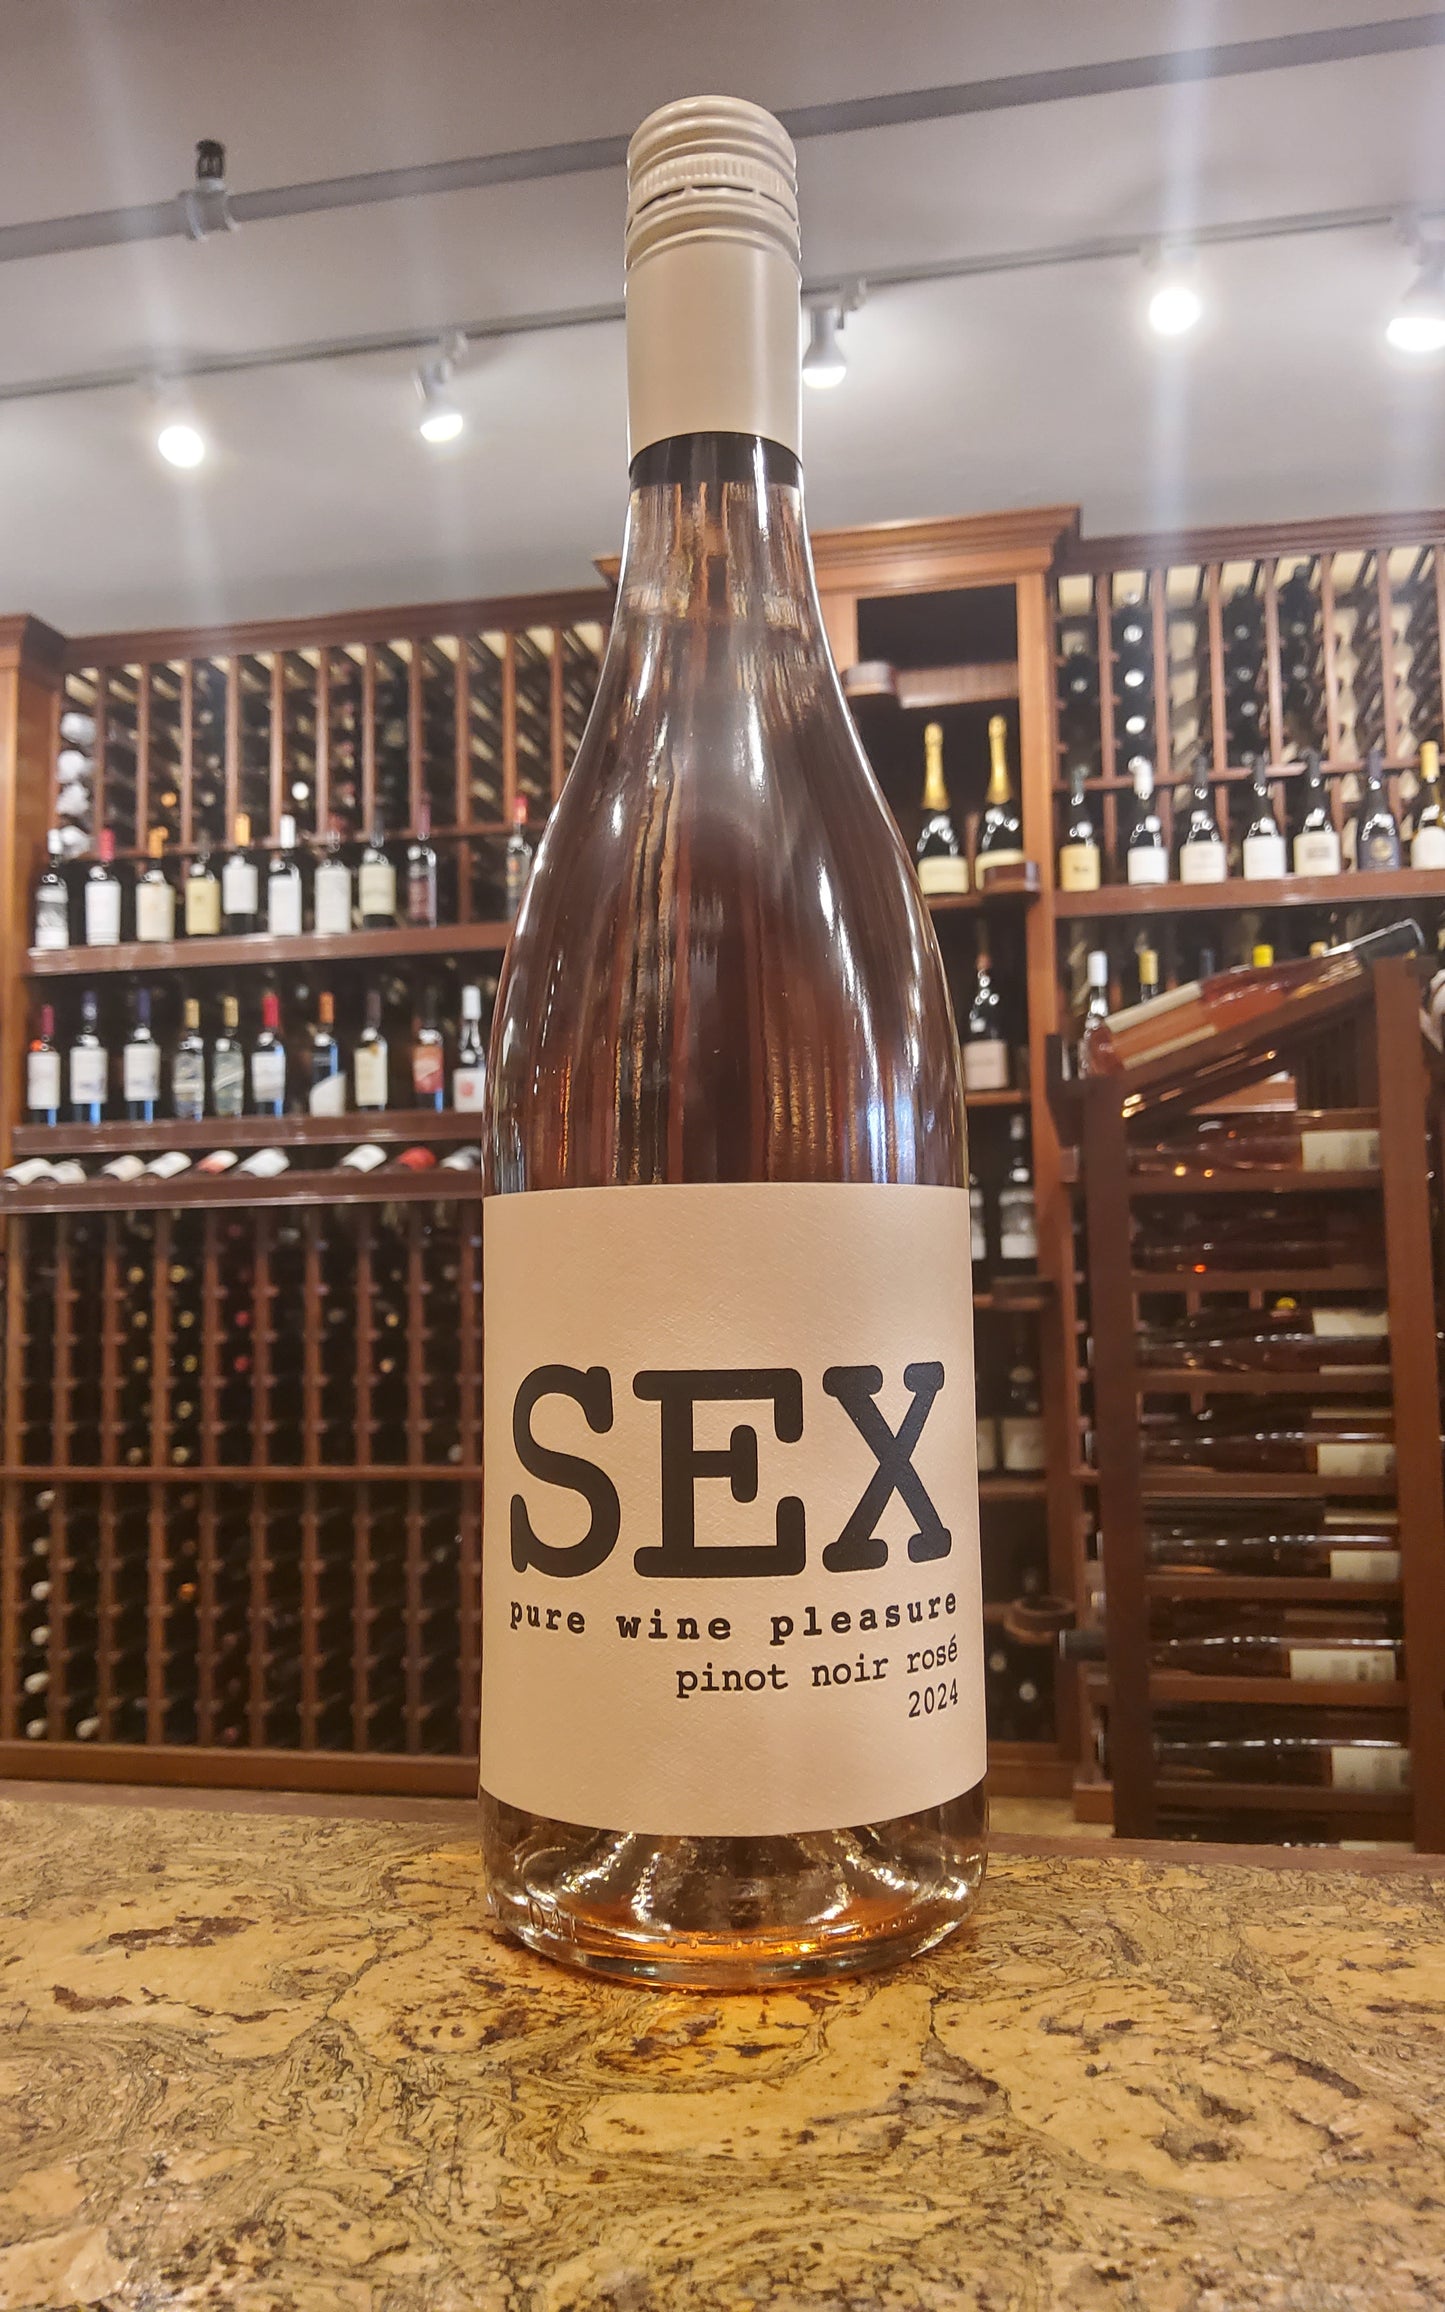 SEX
pure wine pleasure
pinot noir rosé
2024